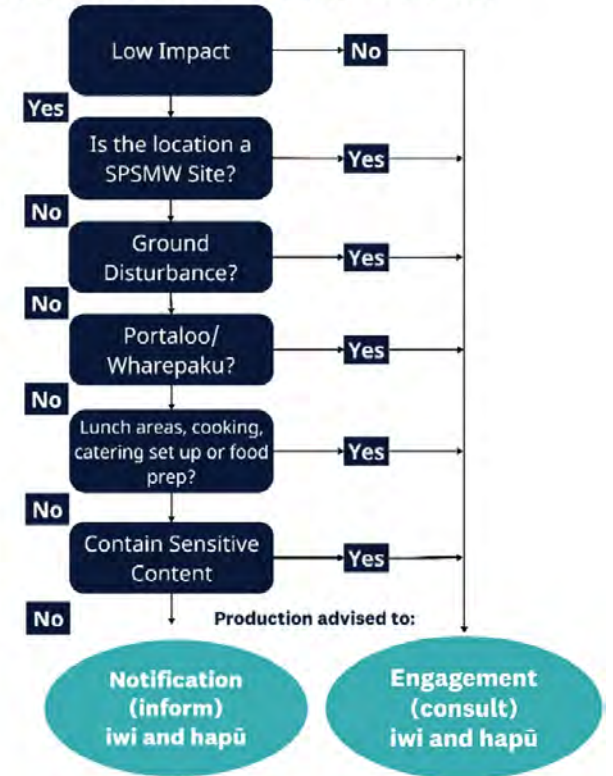 Low Impact
No
Yes
Is the location a
SPSMW Site?
Yes
No
Ground
Disturbance?
Yes
No
Portaloo/
Wharepaku?
Yes
No
Lunch areas, cooking,
catering set up or food
prep?
Yes
No
Contain Sensitive
Content
Yes
No
Production advised to:
Notification
(inform)
iwi and hapū
Engagement
(consult)
iwi and hapū